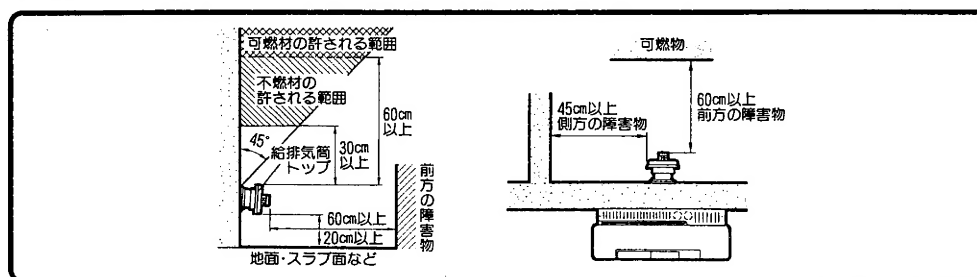 可燃材の許される範囲
不燃材の
許される範囲
60cm
以上
45°
給排気筒
トップ
30cm
以上
60cm以上
20cm以上
前方の障害物
地面・スラブ面など
可燃物
45cm以上
側方の障害物
60cm以上
前方の障害物